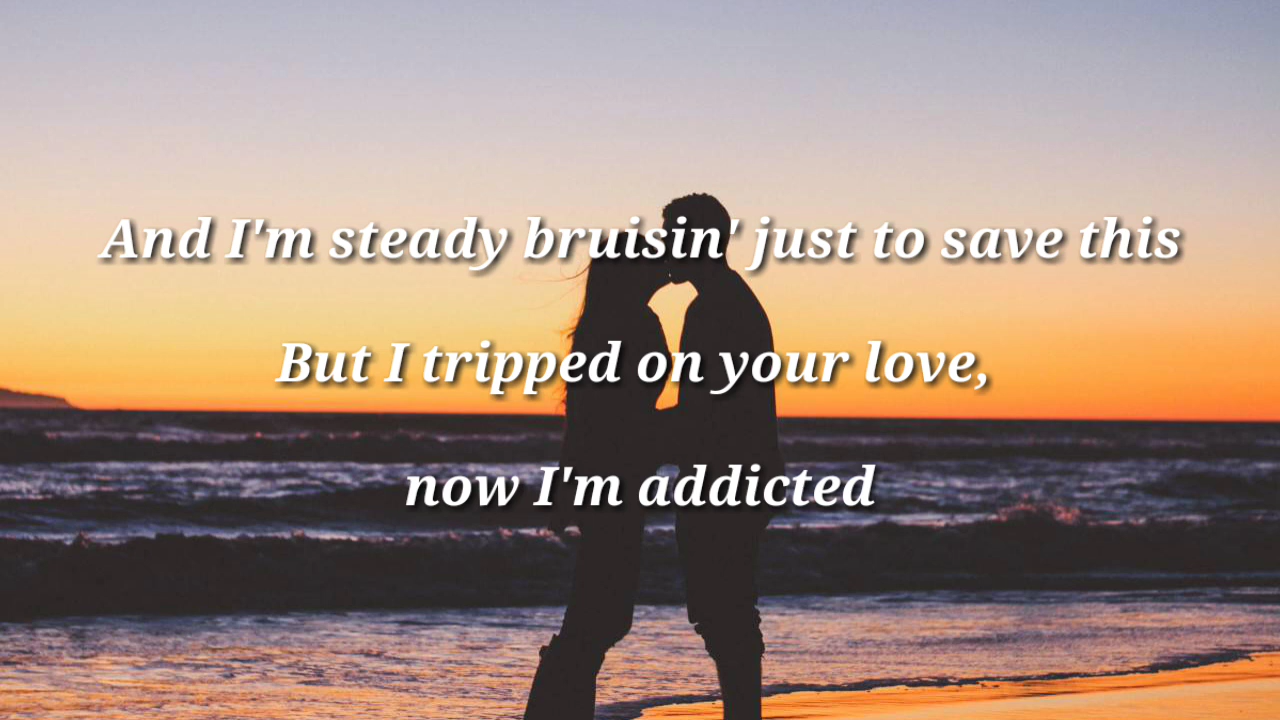 And I'm steady bruisin' just to save this
But I tripped on your love,
now I'm addicted